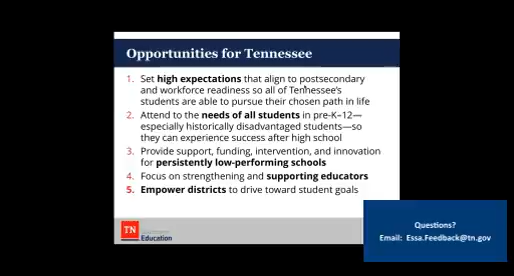 Opportunities for Tennessee
1. Set high expectations that align to postsecondary
and workforce readiness so all of Tennessee's
students are able to pursue their chosen path in life
2. Attend to the needs of all students in pre-K–12—
especially historically disadvantaged students—so
they can experience success after high school
3. Provide support, funding, intervention, and innovation
for persistently low-performing schools
4. Focus on strengthening and supporting educators
5. Empower districts to drive toward student goals
TN
Education
Questions?
Email: Essa.Feedback@tn.gov